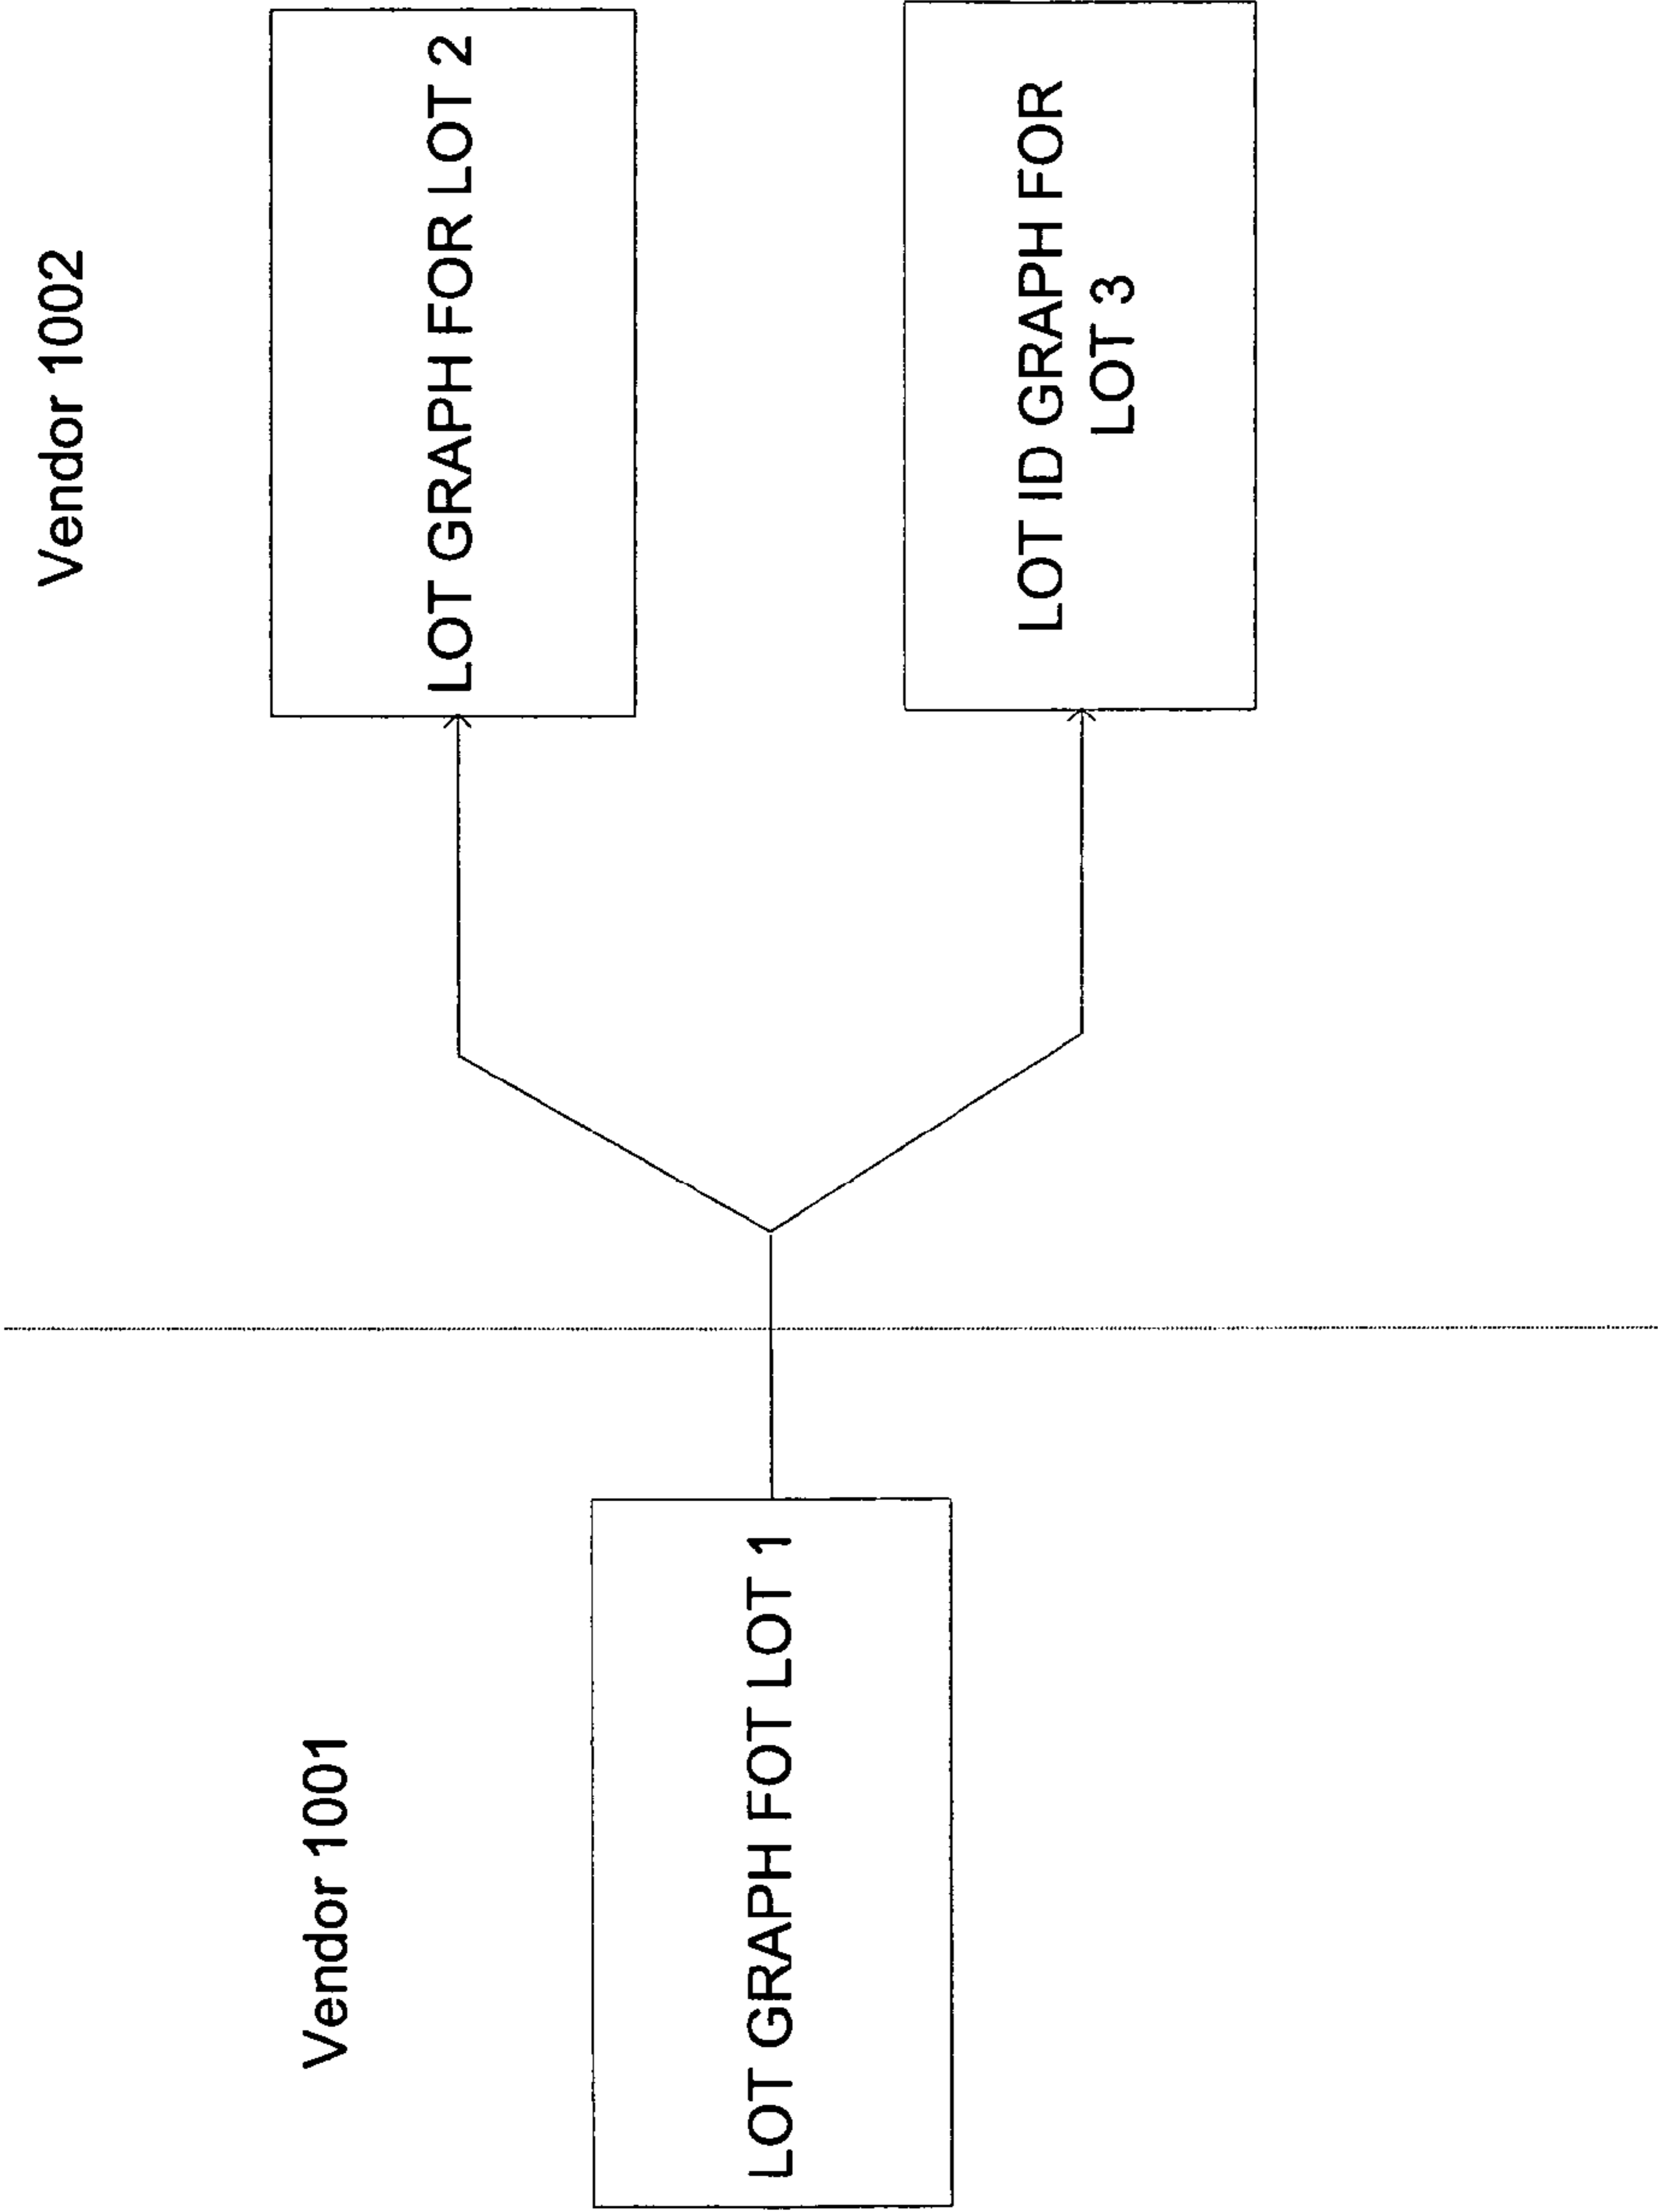 Vendor 1001
LOT GRAPH FOT LOT 1
Vendor 1002
LOT GRAPH FOR LOT 2
LOT ID GRAPH FOR
LOT 3